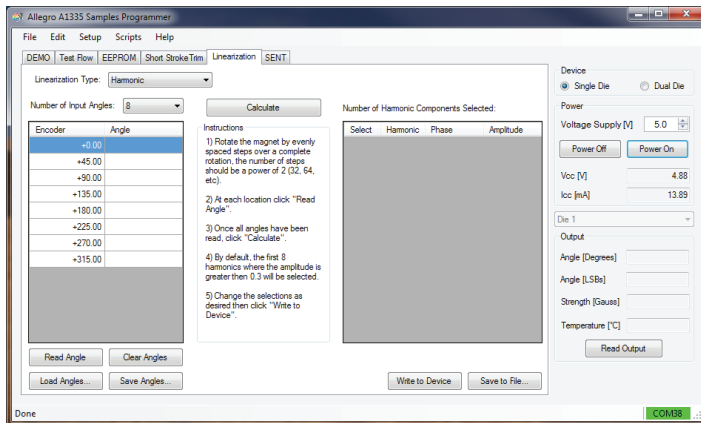 Allegro A1335 Samples Programmer
File Edit Setup Scripts Help
DEMO Test Flow EEPROM Short StrokeTrim Linearization SENT
Linearization Type: Harmonic
Number of Input Angles: 8
Calculate
Number of Harmonic Components Selected:
Encoder Angle
+0.00
+45.00
+90.00
+135.00
+180.00
+225.00
+270.00
+315.00
Instructions
1) Rotate the magnet by evenly
spaced steps over a complete
rotation, the number of steps
should be a power of 2 (32, 64,
etc).
2) At each location click "Read
Angle".
3) Once all angles have been
read, click "Calculate".
4) By default, the first 8
harmonics where the amplitude is
greater then 0.3 will be selected.
5) Change the selections as
desired then click "Write to
Device".
Select Harmonic Phase Amplitude
Read Angle Clear Angles
Load Angles... Save Angles...
Write to Device Save to File...
Device
Single Die Dual Die
Power
Voltage Supply [V] 5.0
Power Off Power On
Vcc [V] 4.88
Icc [mA] 13.89
Die 1
Output
Angle [Degrees]
Angle [LSBs]
Strength [Gauss]
Temperature [°C]
Read Output
Done
COM38